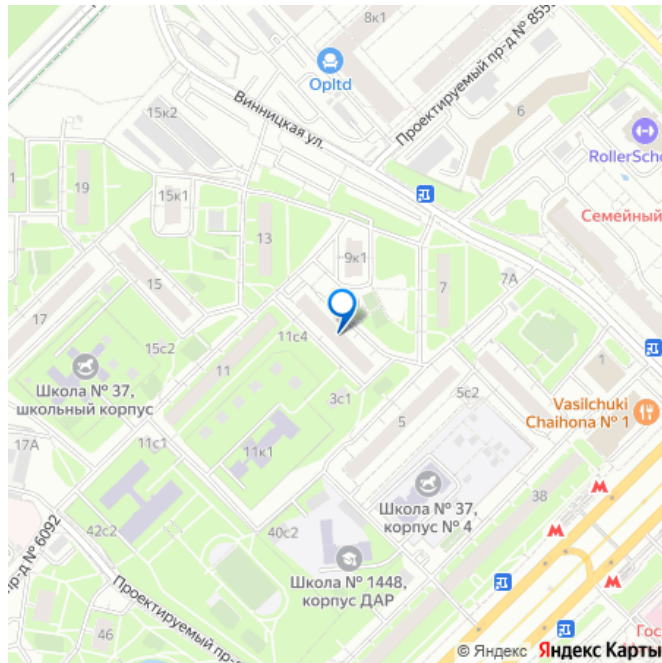 8к1
Opltd
Проектируемый пр-д № 855
15к2
Винницкая ул.
6
RollerScho
19
15к1
Семейный
13
9к1
7
7А
15
17
15с2
11с4
11
1
Школа № 37,
школьный корпус
3с1
5с2
Vasilchuki
Chaihona № 1
5
17А
11с1
11к1
Школа № 37,
корпус № 4
38
42с2
40с2
пр-д № 6092
Школа № 1448,
корпус ДАР
Проектируемый пр-
46
Гос
© Яндекс Яндекс Карты